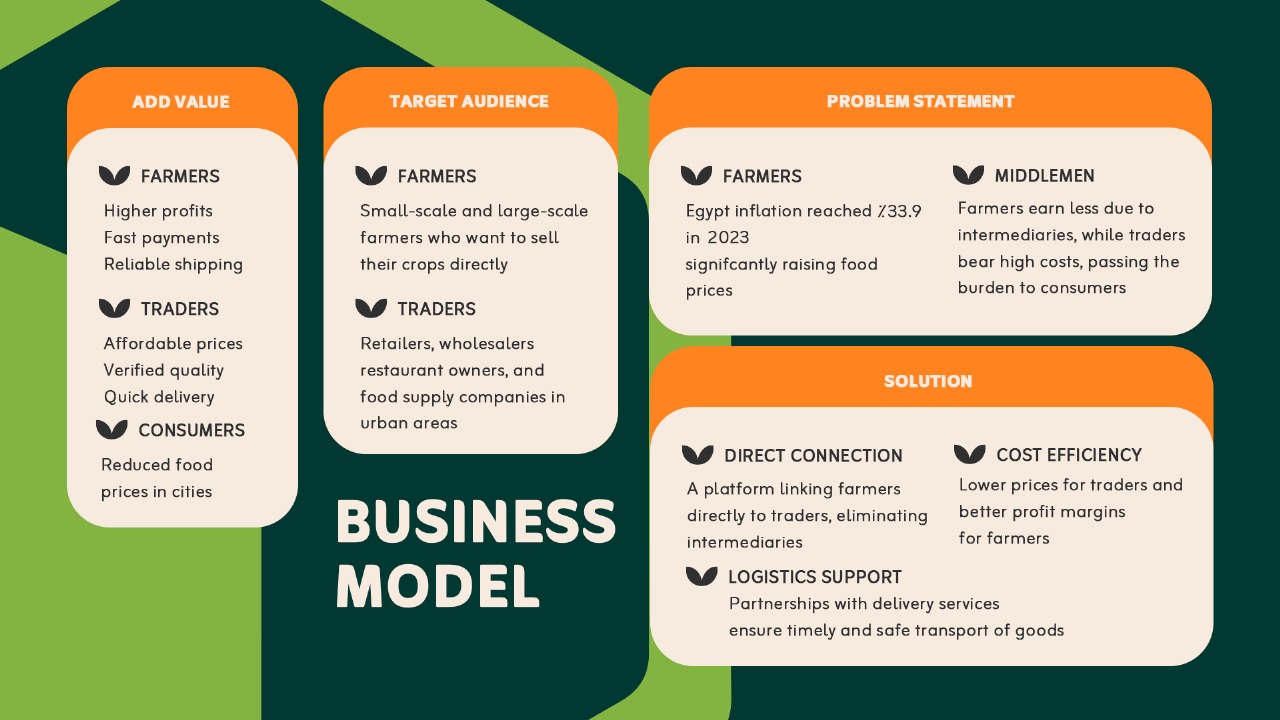 ADD VALUE
FARMERS
Higher profits
Fast payments
Reliable shipping
TRADERS
Affordable prices
Verified quality
Quick delivery
CONSUMERS
Reduced food
prices in cities
TARGET AUDIENCE
FARMERS
Small-scale and large-scale
farmers who want to sell
their crops directly
TRADERS
Retailers, wholesalers
restaurant owners, and
food supply companies in
urban areas
BUSINESS
MODEL
PROBLEM STATEMENT
FARMERS
Egypt inflation reached ٪33.9
in 2023
signifcantly raising food
prices
MIDDLEMEN
Farmers earn less due to
intermediaries, while traders
bear high costs, passing the
burden to consumers
SOLUTION
DIRECT CONNECTION
A platform linking farmers
directly to traders, eliminating
intermediaries
COST EFFICIENCY
Lower prices for traders and
better profit margins
for farmers
LOGISTICS SUPPORT
Partnerships with delivery services
ensure timely and safe transport of goods